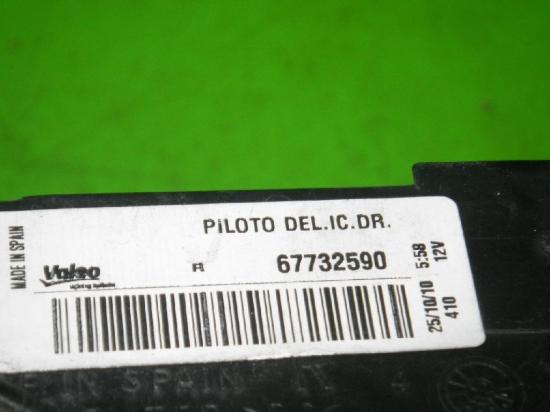 PILOTO DEL.IC.DR.
MADE IN SPAIN
Valeo
R 67732590
25/10/10 5:58
410 12V
IN SPAIN